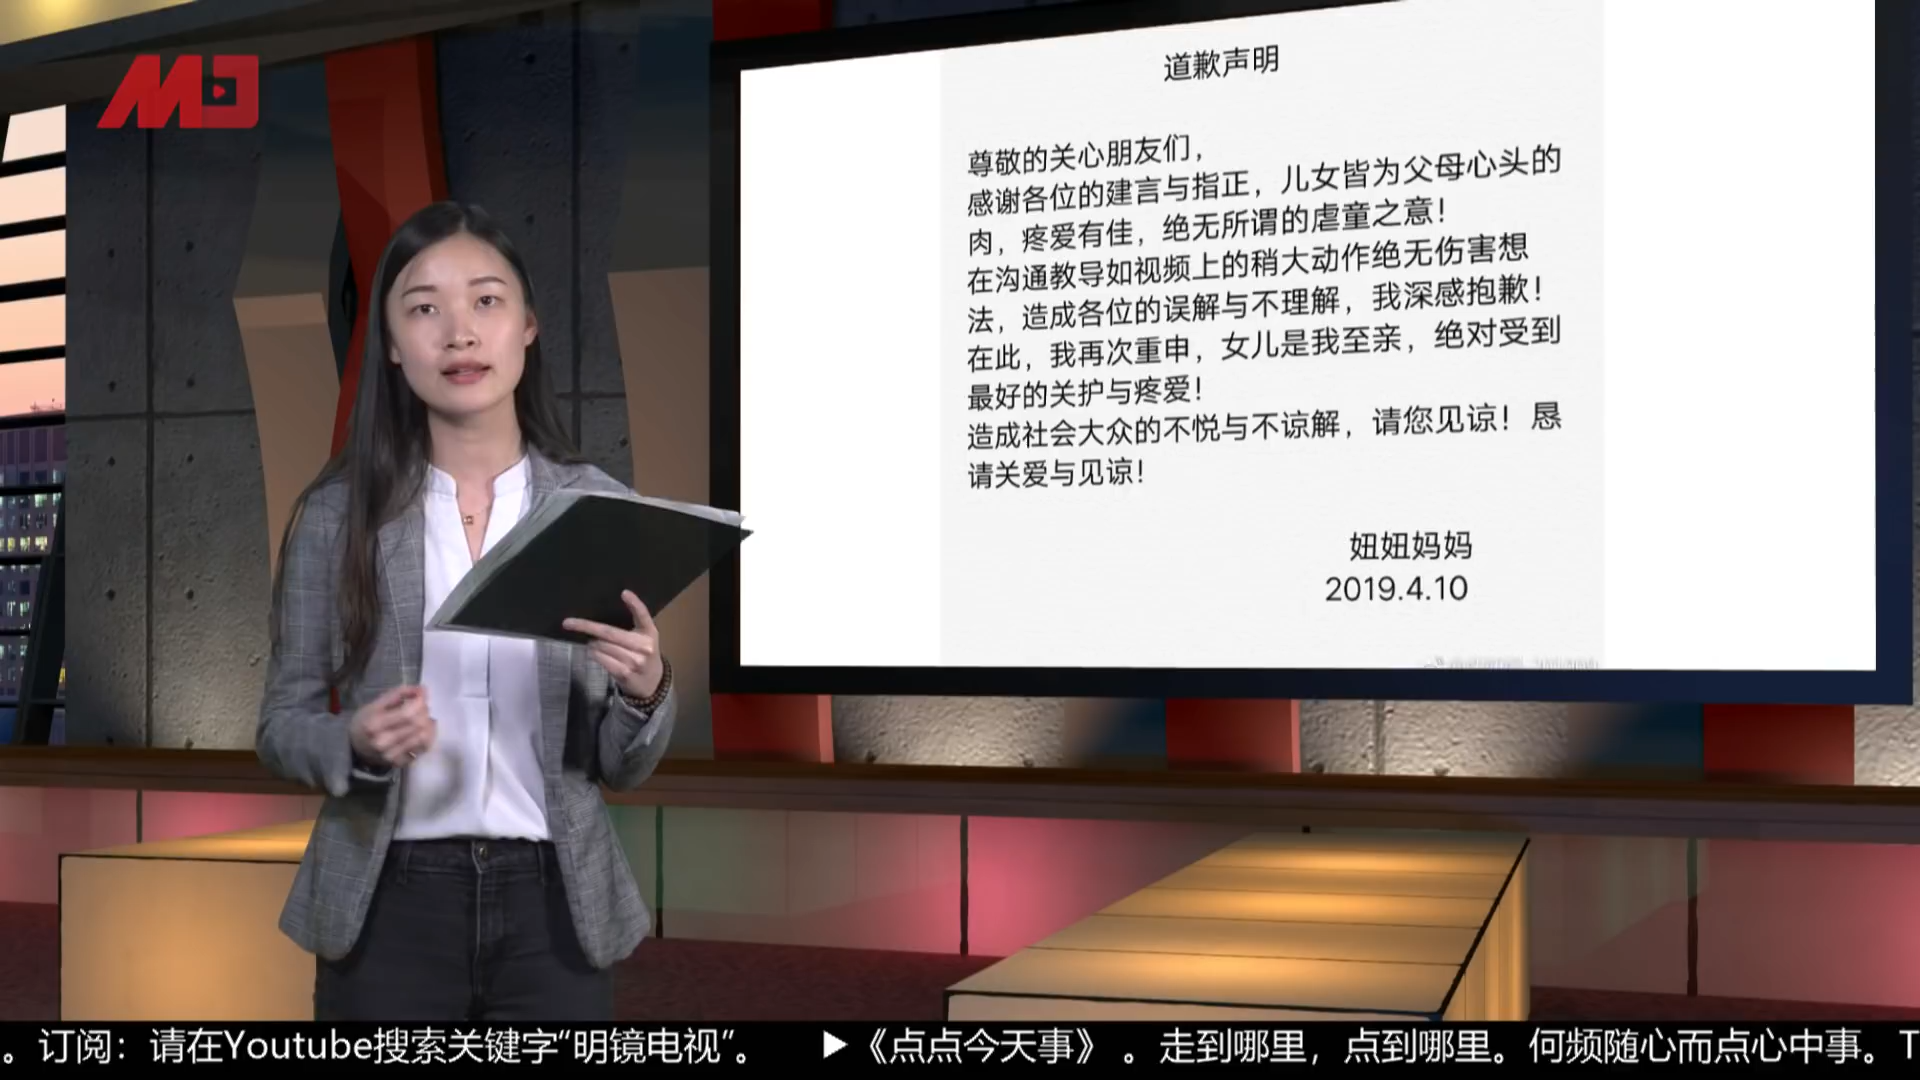 道歉声明
尊敬的关心朋友们，
感谢各位的建言与指正，儿女皆为父母心头的
肉，疼爱有佳，绝无所谓的虐童之意！
在沟通教导如视频上的稍大动作绝无伤害想
法，造成各位的误解与不理解，我深感抱歉！
在此，我再次重申，女儿是我至亲，绝对受到
最好的关护与疼爱！
造成社会大众的不悦与不谅解，请您见谅！恳
请关爱与见谅！
妞妞妈妈
2019.4.10
。订阅：请在Youtube搜索关键字“明镜电视”。 ▶《点点今天事》 。走到哪里，点到哪里。何频随心而点心中事。T